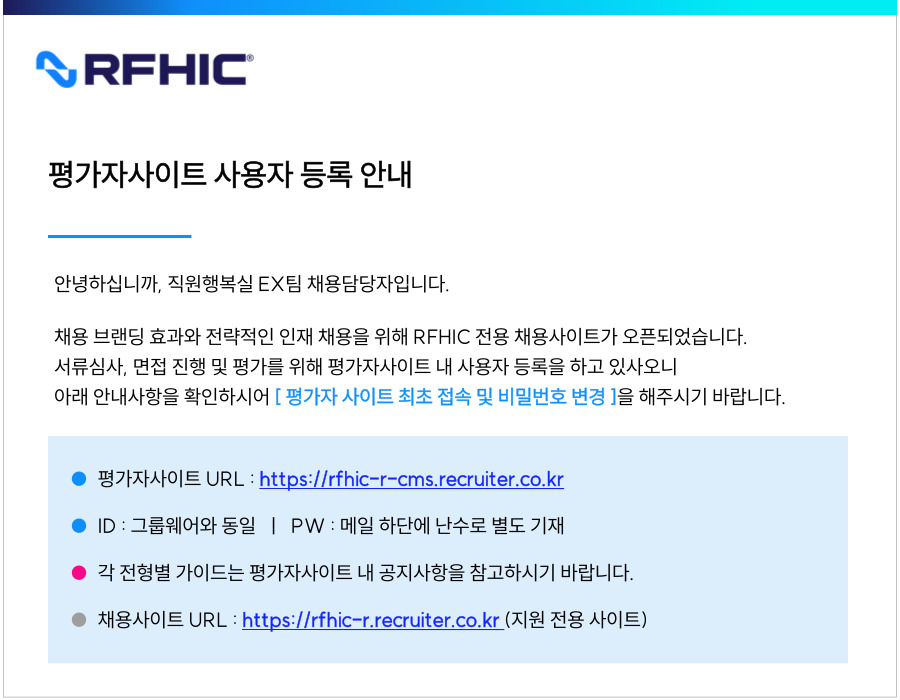 RFHIC®
평가자사이트 사용자 등록 안내
안녕하십니까, 직원행복실 EX팀 채용담당자입니다.
채용 브랜딩 효과와 전략적인 인재 채용을 위해 RFHIC 전용 채용사이트가 오픈되었습니다.
서류심사, 면접 진행 및 평가를 위해 평가자사이트 내 사용자 등록을 하고 있사오니
아래 안내사항을 확인하시어 [ 평가자 사이트 최초 접속 및 비밀번호 변경 ]을 해주시기 바랍니다.
평가자사이트 URL : https://rfhic-r-cms.recruiter.co.kr
ID : 그룹웨어와 동일 | PW : 메일 하단에 난수로 별도 기재
각 전형별 가이드는 평가자사이트 내 공지사항을 참고하시기 바랍니다.
채용사이트 URL : https://rfhic-r.recruiter.co.kr (지원 전용 사이트)